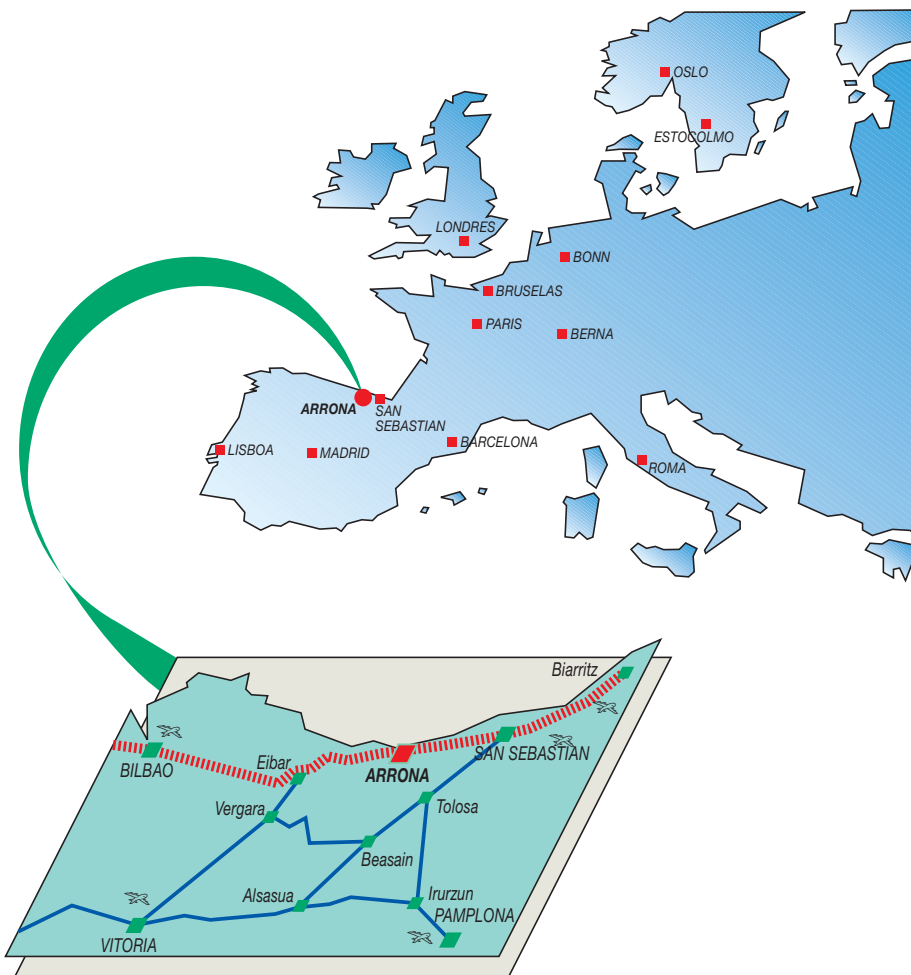 OSLO
ESTOCOLMO
LONDRES
BONN
BRUSELAS
PARIS
BERNA
ARRONA
SAN
SEBASTIAN
BARCELONA
LISBOA
MADRID
ROMA
Biarritz
SAN SEBASTIAN
BILBAO
Eibar
ARRONA
Vergara
Tolosa
Beasain
Alsasua
Irurzun
PAMPLONA
VITORIA